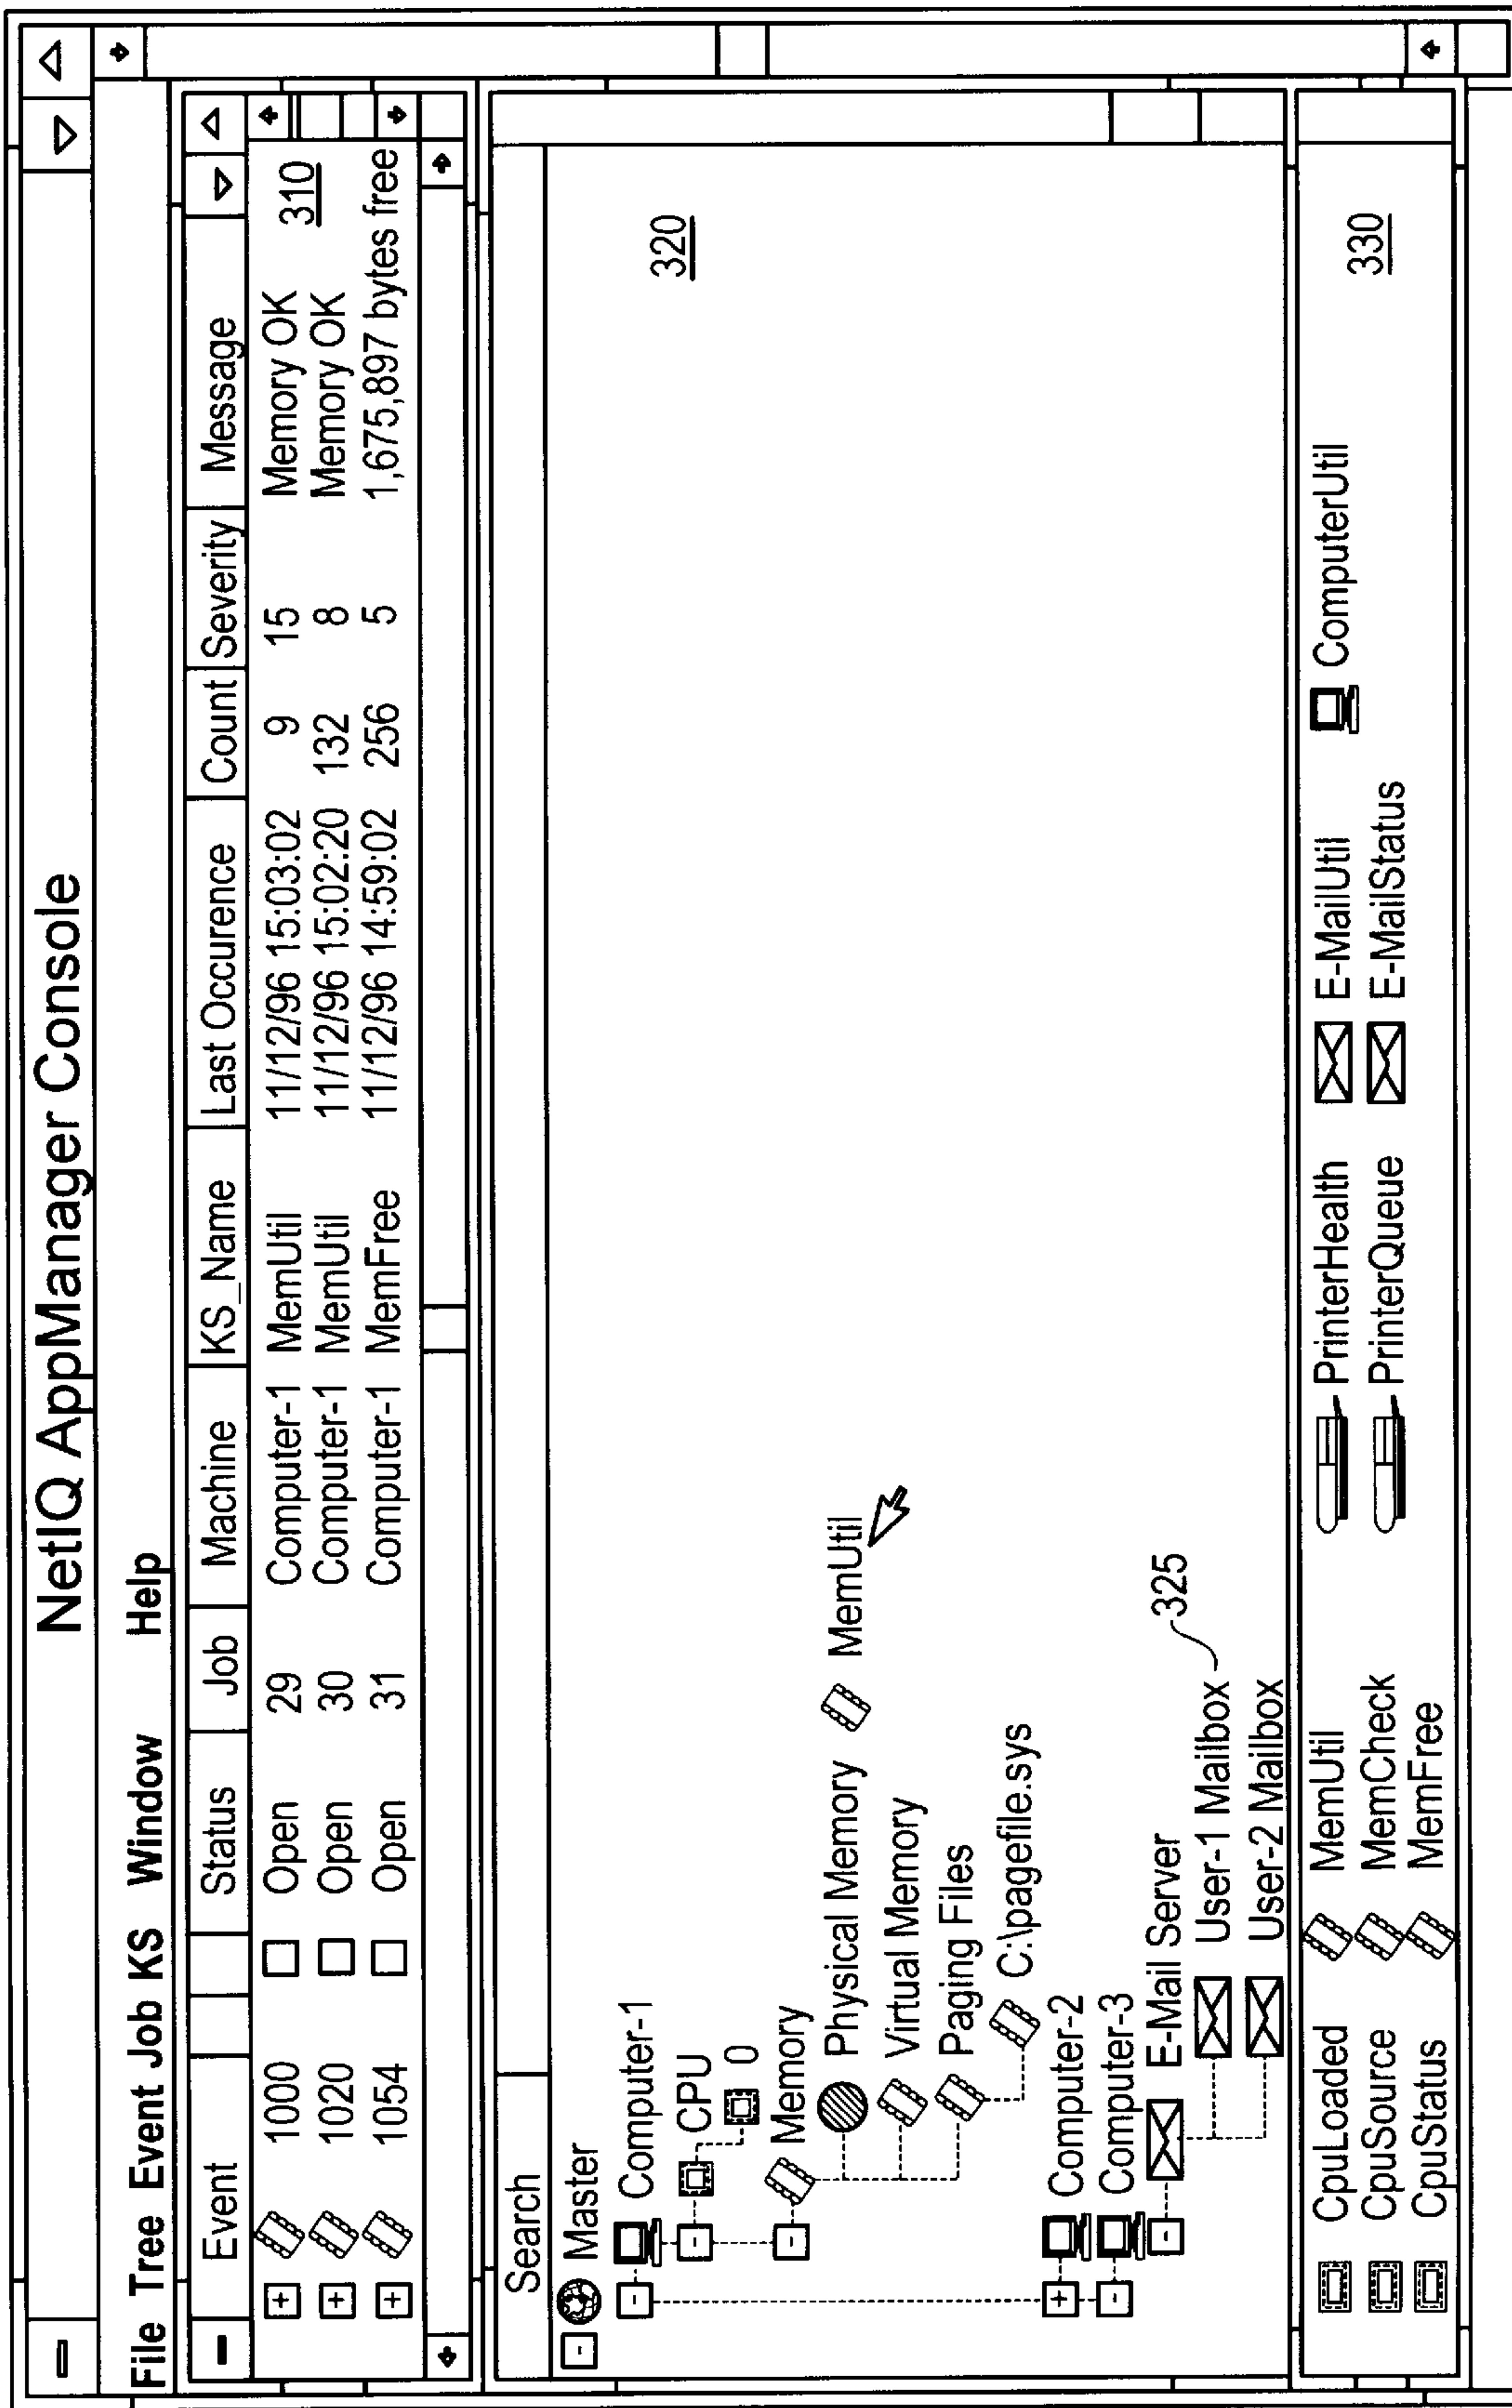 NetIQ AppManager Console
File Tree Event Job KS Window Help
Event Status Job Machine KS_Name Last Occurence Count Severity Message
+ 1000 Open 29 Computer-1 MemUtil 11/12/96 15:03:02 9 15 Memory OK
+ 1020 Open 30 Computer-1 MemUtil 11/12/96 15:02:20 132 8 Memory OK
+ 1054 Open 31 Computer-1 MemFree 11/12/96 14:59:02 256 5 1,675,897 bytes free
310
Search
320
- Master
- Computer-1
- CPU
0
- Memory
Physical Memory MemUtil
Virtual Memory
Paging Files
C:\pagefile.sys
+ Computer-2
- Computer-3
- E-Mail Server
User-1 Mailbox 325
User-2 Mailbox
CpuLoaded MemUtil PrinterHealth E-MailUtil ComputerUtil
CpuSource MemCheck PrinterQueue E-MailStatus
CpuStatus MemFree
330